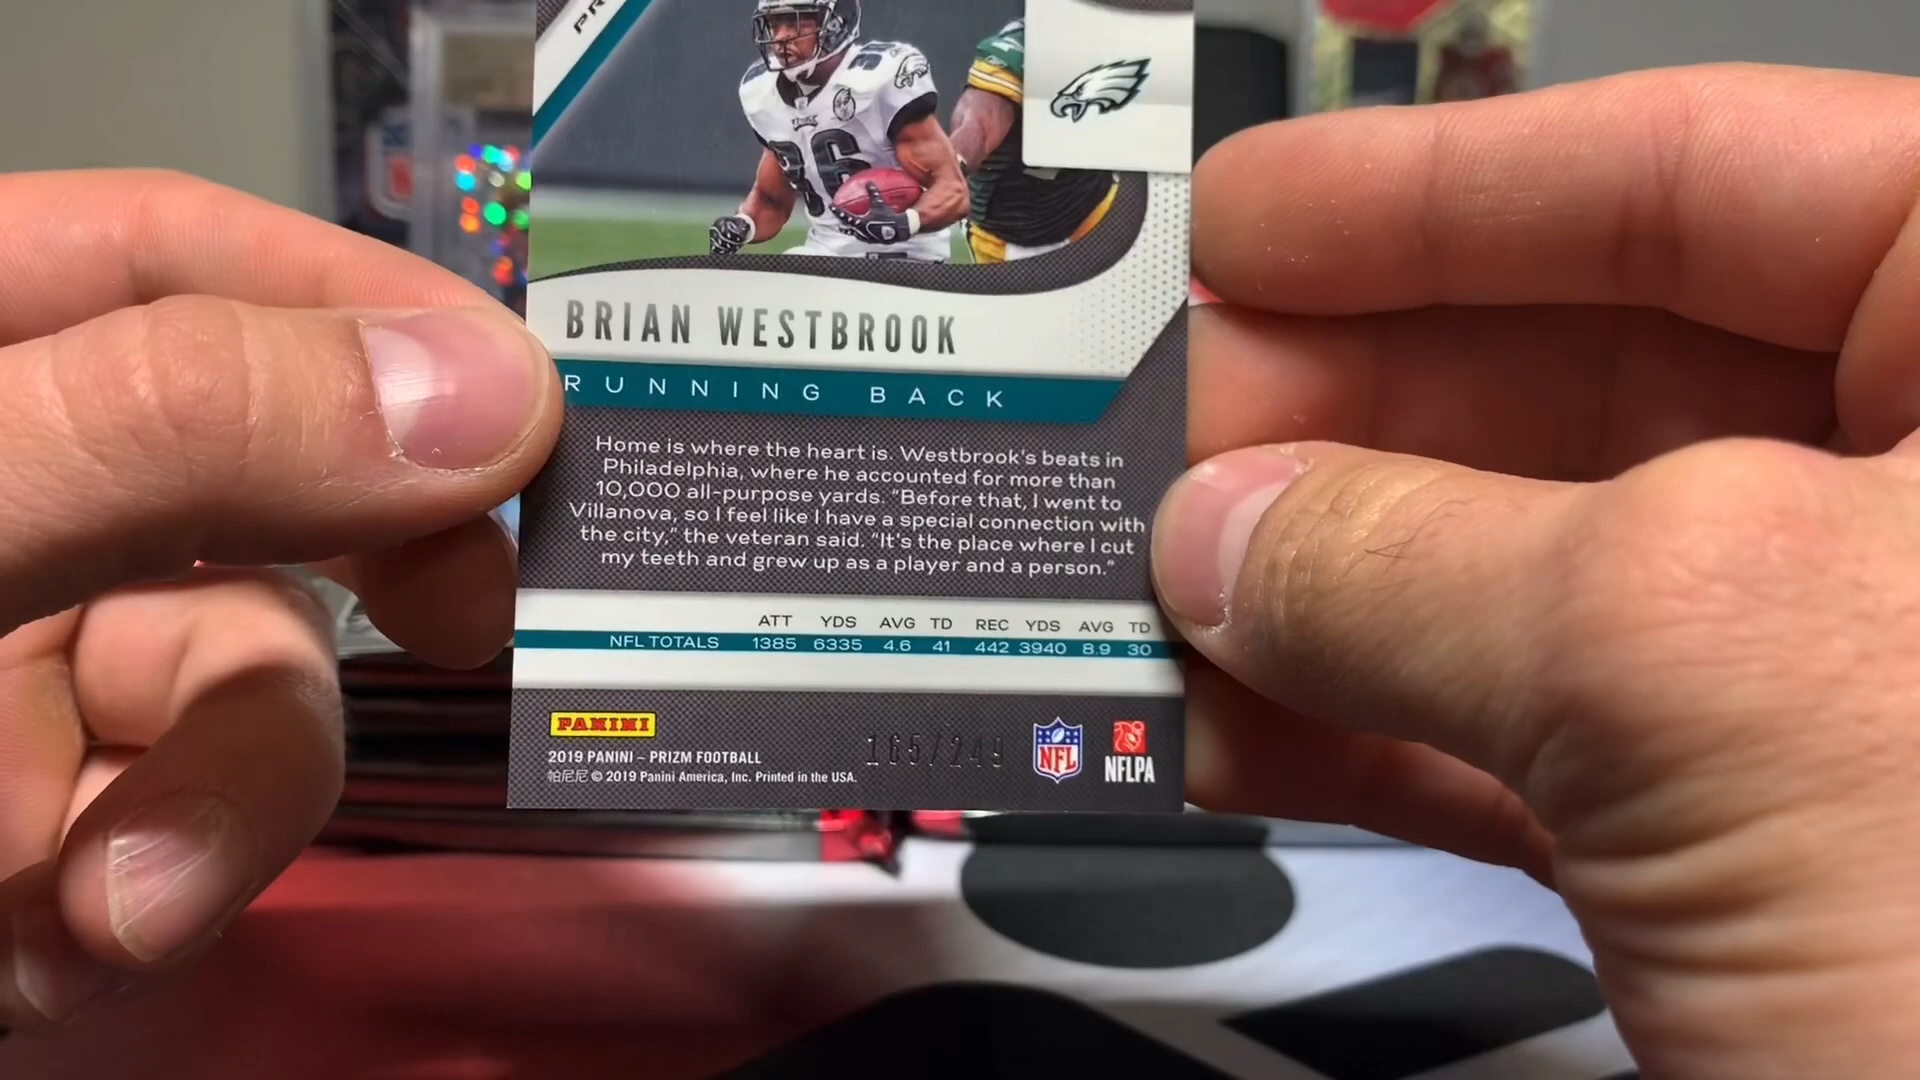 PR
36
BRIAN WESTBROOK
RUNNING BACK
Home is where the heart is. Westbrook's beats in
Philadelphia, where he accounted for more than
10,000 all-purpose yards. "Before that, I went to
Villanova, so I feel like I have a special connection with
the city," the veteran said. "It's the place where I cut
my teeth and grew up as a player and a person."
ATT YDS AVG TD REC YDS AVG TD
NFL TOTALS 1385 6335 4.6 41 442 3940 8.9 30
PANINI
2019 PANINI – PRIZM FOOTBALL
帕尼尼 © 2019 Panini America, Inc. Printed in the USA.
165/249
NFL
NFLPA